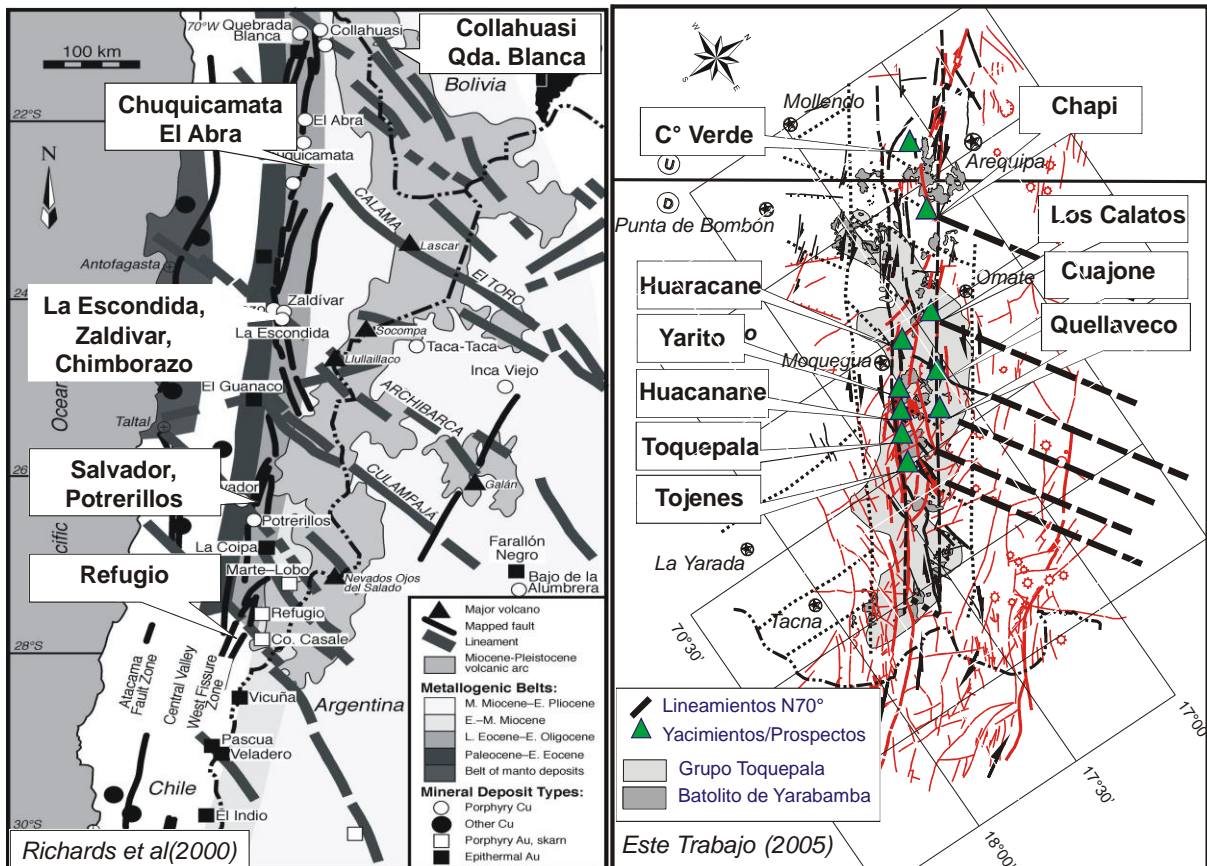 70°W
Quebrada
Blanca
Collahuasi
100 km
Collahuasi
Qda. Blanca
Bolivia
Chuquicamata
El Abra
22°S
El Abra
uquicamata
N
CALAMA
Lascar
Antofagasta
El TORO
24°
Zaldívar
La Escondida,
Zaldivar,
Chimborazo
La Escondida
Socompa
Taca-Taca
Llullaillaco
Inca Viejo
El Guanaco
Ocean
ARCHIBARCA
Taltal
CULAMPAJÁ
Salvador,
Potrerillos
26°
vador
Galán
Potrerillos
Pacific
La Coipa
Farallón
Negro
Marte–Lobo
Bajo de la
Alumbrera
Nevados Ojos
del Salado
Refugio
Refugio
Co. Casale
28°S
Atacama
Fault Zone
Central Valley
West Fissure
Zone
Vicuña
Argentina
Pascua
Veladero
Chile
El Indio
30°S
Richards et al(2000)
Major volcano
Mapped fault
Lineament
Miocene-Pleistocene
volcanic arc
Metallogenic Belts:
M. Miocene–E. Pliocene
E.–M. Miocene
L. Eocene–E. Oligocene
Paleocene–E. Eocene
Belt of manto deposits
Mineral Deposit Types:
Porphyry Cu
Other Cu
Porphyry Au, skarn
Epithermal Au
W
N
S
E
Mollendo
C° Verde
Chapi
Arequipa
U
D
Punta de Bombón
Los Calatos
Huaracane
Omate
Cuajone
Yarito
o
Moquegua
Quellaveco
Huacanane
Toquepala
Tojenes
La Yarada
Tacna
70°30'
17°00
17°30'
18°00'
Lineamientos N70°
Yacimientos/Prospectos
Grupo Toquepala
Batolito de Yarabamba
Este Trabajo (2005)